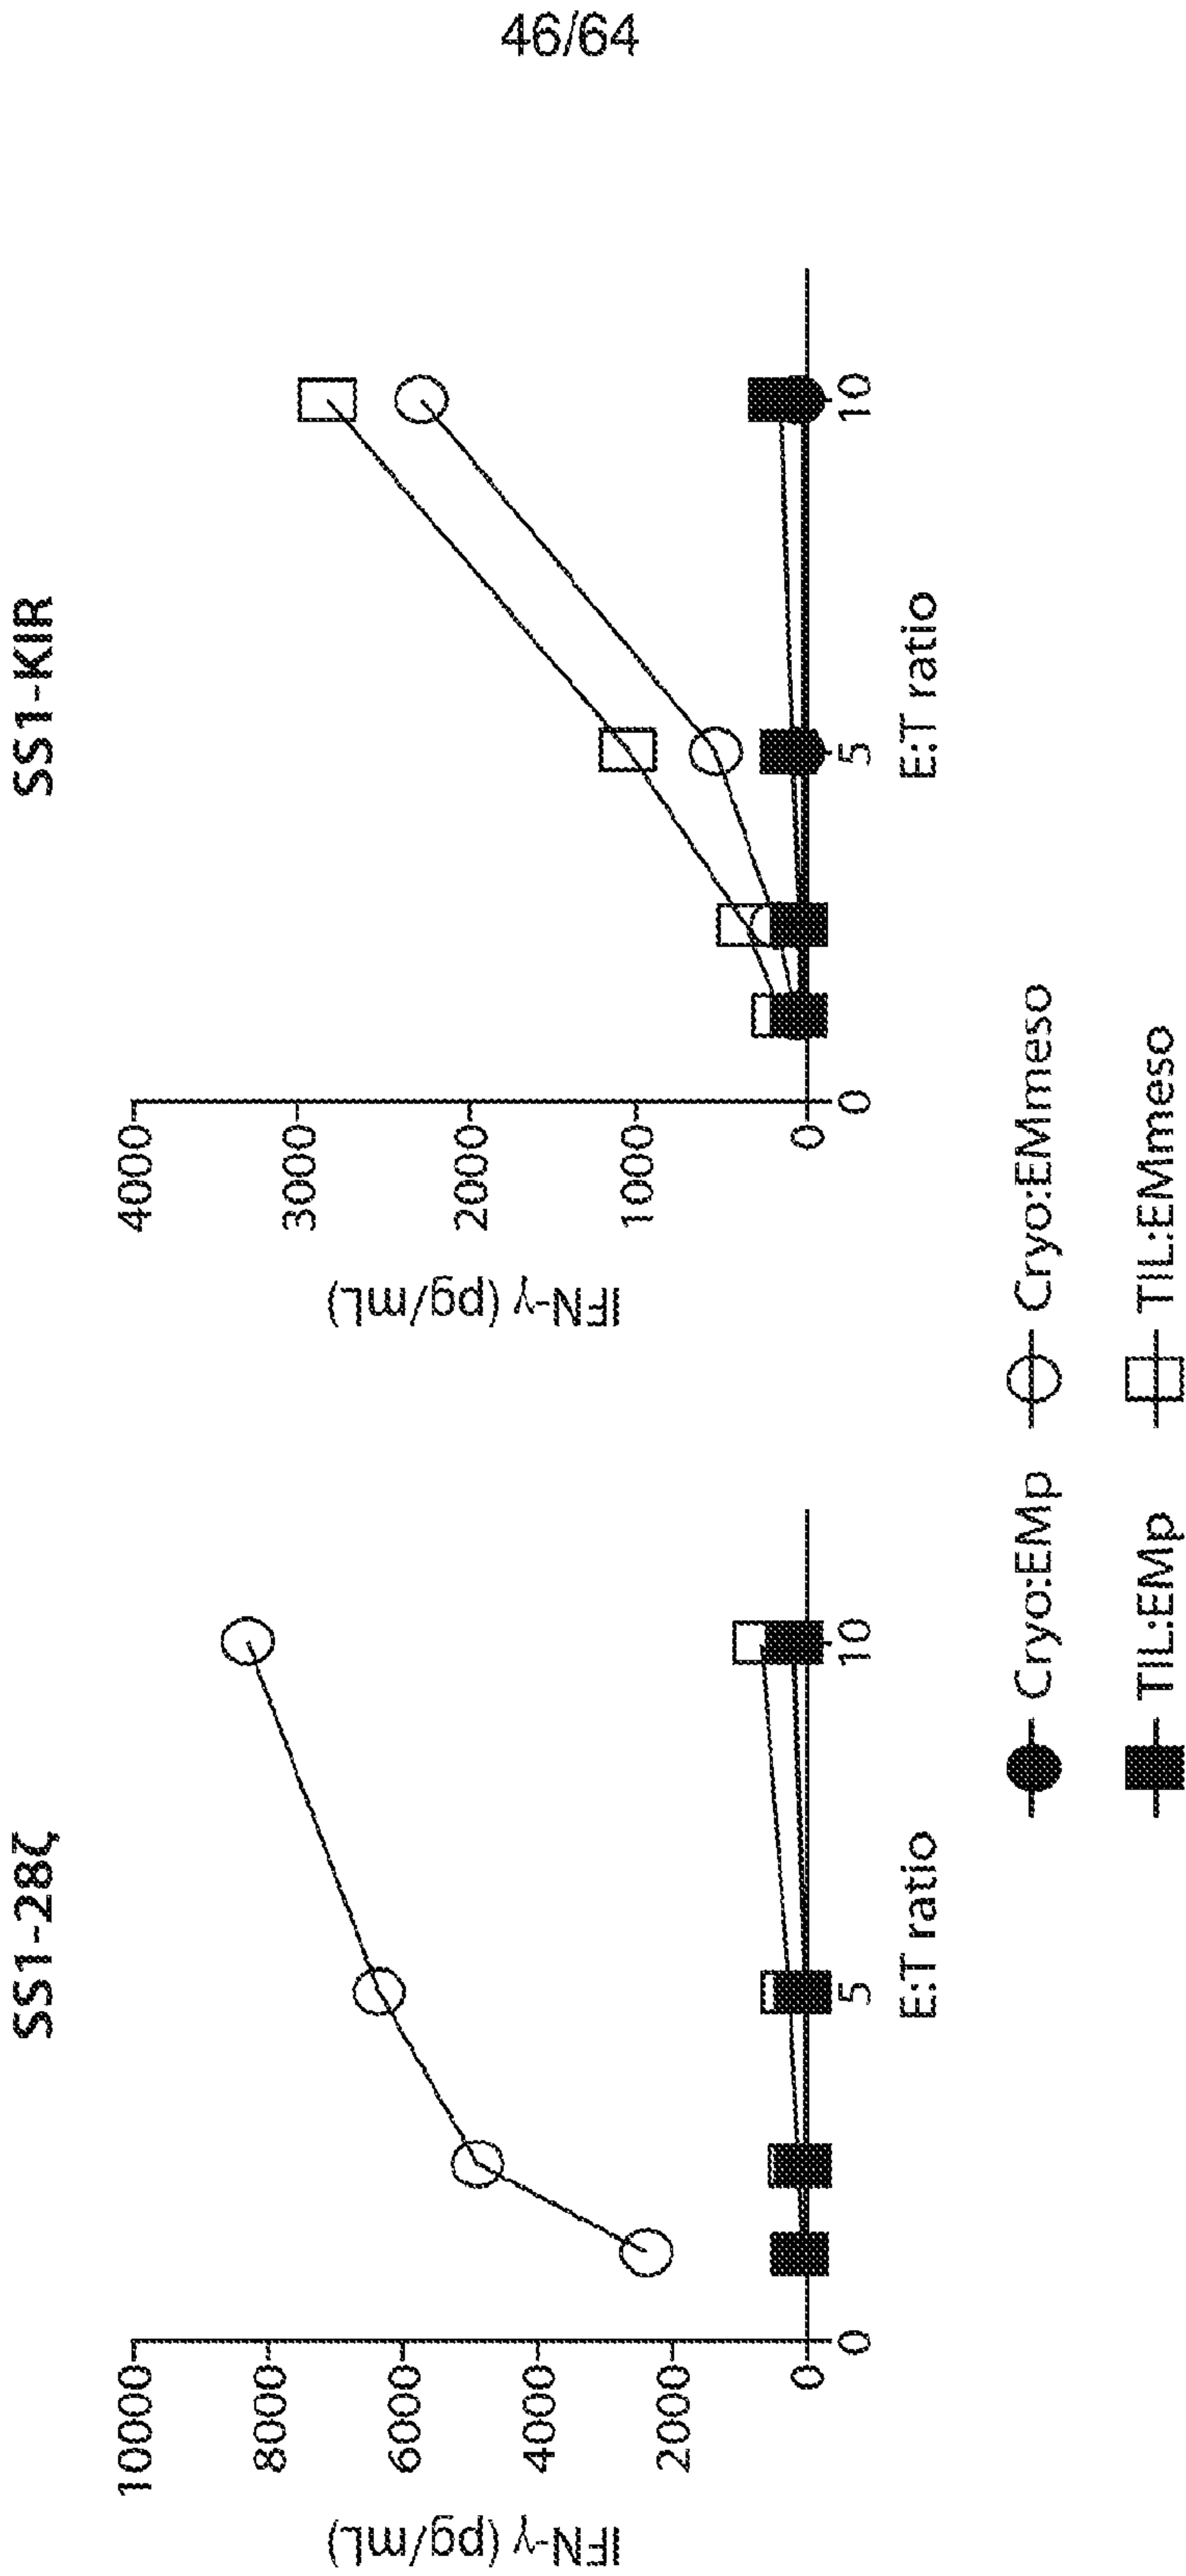 46/64
SS1-28ζ
IFN-γ (pg/mL)
10000
8000
6000
4000
2000
0
0 5 10
E:T ratio
SS1-KIR
IFN-γ (pg/mL)
4000
3000
2000
1000
0
0 5 10
E:T ratio
Cryo:EMp Cryo:EMmeso
TIL:EMp TIL:EMmeso